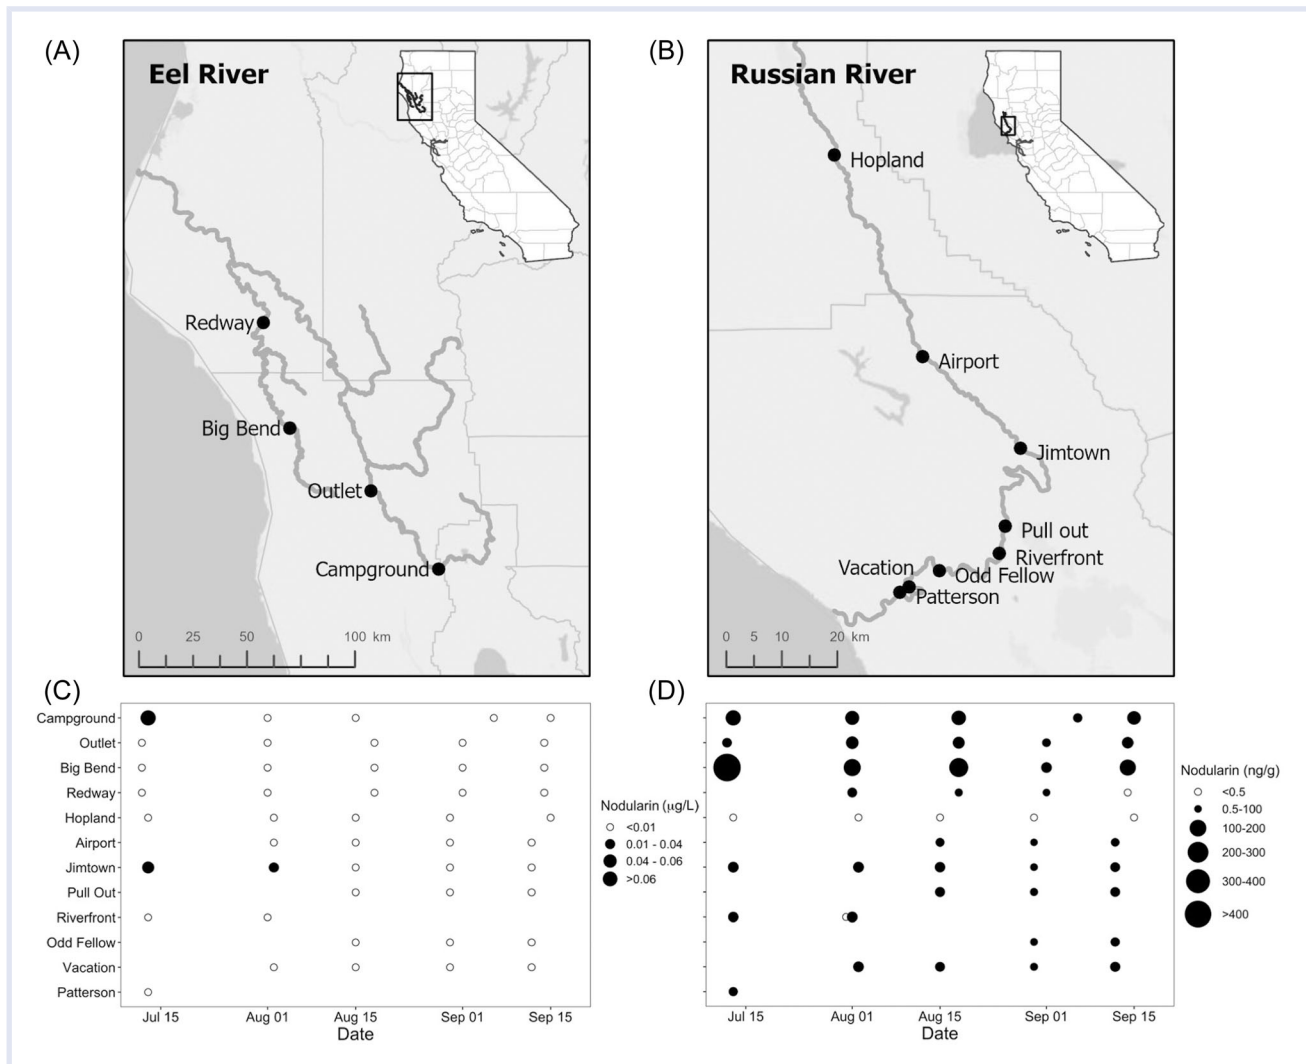 (A)
Eel River
Redway
Big Bend
Outlet
Campground
0 25 50 100 km
(B)
Russian River
Hopland
Airport
Jimtown
Pull out
Riverfront
Odd Fellow
Vacation
Patterson
0 5 10 20 km
(C)
Campground
Outlet
Big Bend
Redway
Hopland
Airport
Jimtown
Pull Out
Riverfront
Odd Fellow
Vacation
Patterson
Jul 15 Aug 01 Aug 15 Sep 01 Sep 15
Date
Nodularin (μg/L)
<0.01
0.01 - 0.04
0.04 - 0.06
>0.06
(D)
Jul 15 Aug 01 Aug 15 Sep 01 Sep 15
Date
Nodularin (ng/g)
<0.5
0.5-100
100-200
200-300
300-400
>400